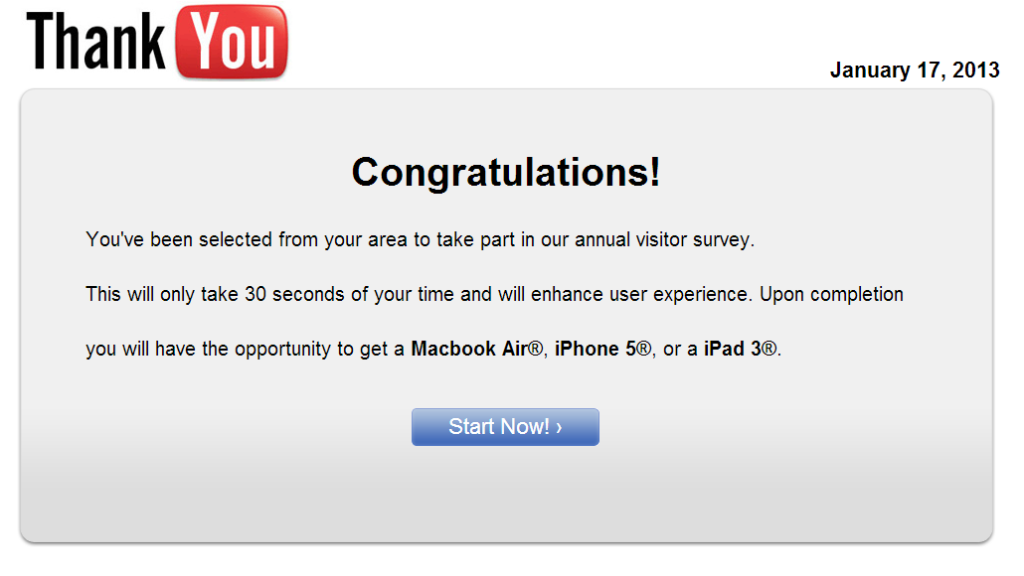 Thank You
January 17, 2013
Congratulations!
You've been selected from your area to take part in our annual visitor survey.
This will only take 30 seconds of your time and will enhance user experience. Upon completion
you will have the opportunity to get a Macbook Air®, iPhone 5®, or a iPad 3®.
Start Now! ›